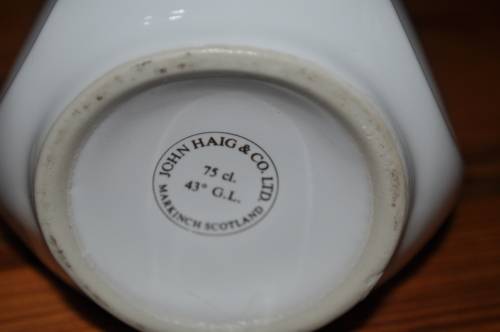 JOHN HAIG & CO. LTD.
75 cl.
43° G.L.
MARKINCH SCOTLAND